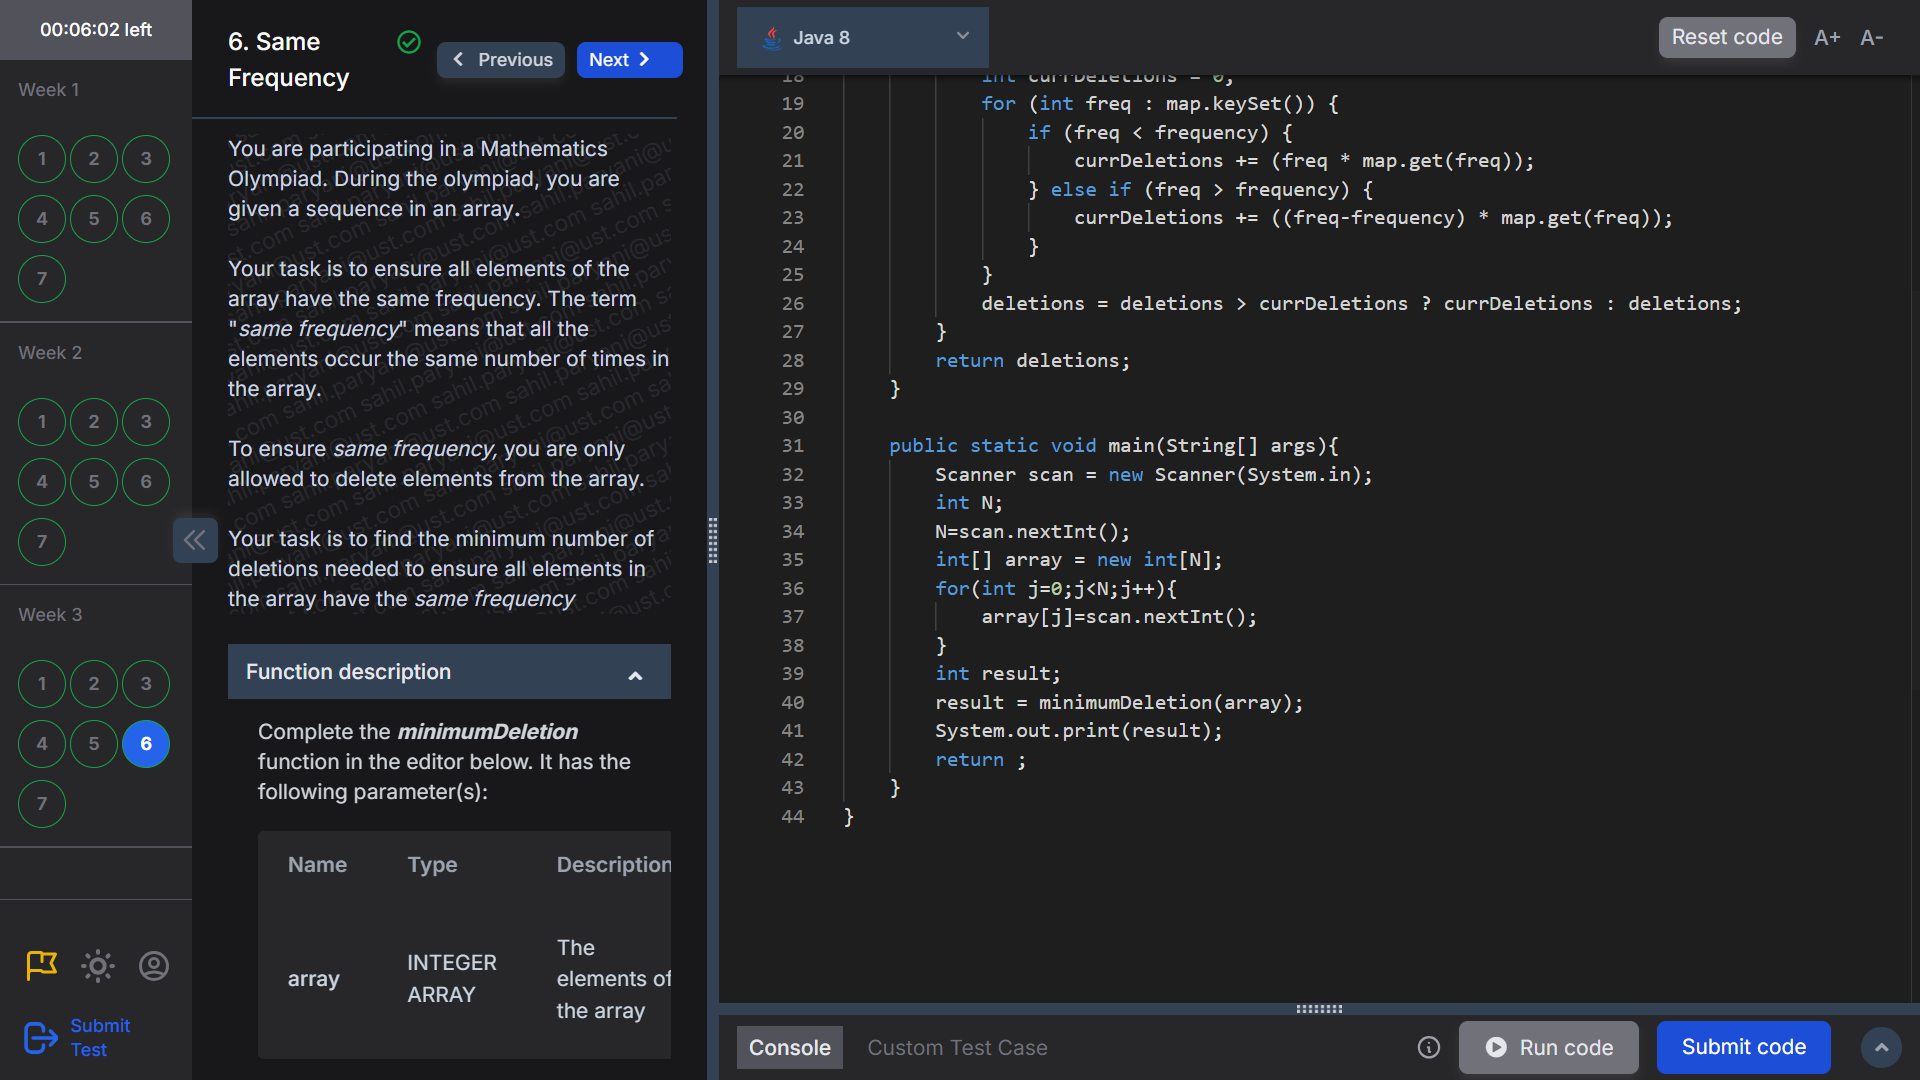 00:06:02 left
Week 1
1 2 3
4 5 6
7
Week 2
1 2 3
4 5 6
7
Week 3
1 2 3
4 5 6
7
Submit
Test
6. Same
Frequency
Previous
Next
You are participating in a Mathematics
Olympiad. During the olympiad, you are
given a sequence in an array.
Your task is to ensure all elements of the
array have the same frequency. The term
"same frequency" means that all the
elements occur the same number of times in
the array.
To ensure same frequency, you are only
allowed to delete elements from the array.
Your task is to find the minimum number of
deletions needed to ensure all elements in
the array have the same frequency
Function description
Complete the minimumDeletion
function in the editor below. It has the
following parameter(s):
Name Type Description
array INTEGER ARRAY The elements of the array
Java 8
Reset code A+ A-
18 int currDeletions = 0;
19 for (int freq : map.keySet()) {
20 if (freq < frequency) {
21 currDeletions += (freq * map.get(freq));
22 } else if (freq > frequency) {
23 currDeletions += ((freq-frequency) * map.get(freq));
24 }
25 }
26 deletions = deletions > currDeletions ? currDeletions : deletions;
27 }
28 return deletions;
29 }
30
31 public static void main(String[] args){
32 Scanner scan = new Scanner(System.in);
33 int N;
34 N=scan.nextInt();
35 int[] array = new int[N];
36 for(int j=0;j<N;j++){
37 array[j]=scan.nextInt();
38 }
39 int result;
40 result = minimumDeletion(array);
41 System.out.print(result);
42 return ;
43 }
44 }
Console
Custom Test Case
Run code
Submit code